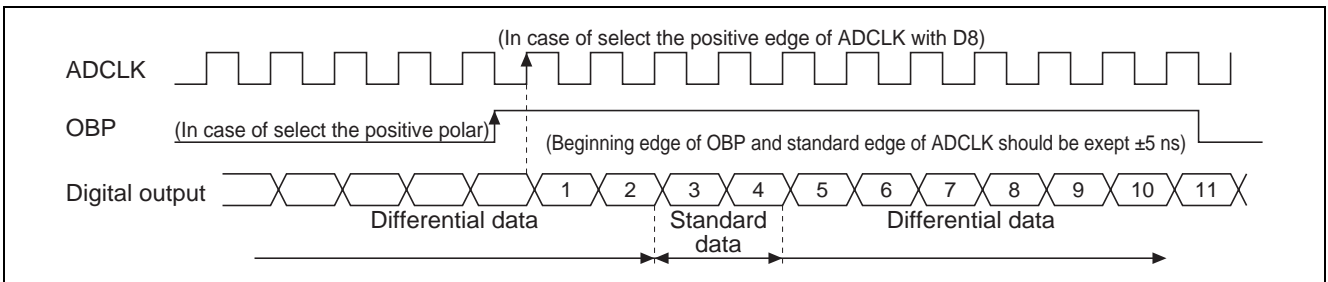 (In case of select the positive edge of ADCLK with D8)
ADCLK
OBP
(In case of select the positive polar)
(Beginning edge of OBP and standard edge of ADCLK should be exept ±5 ns)
Digital output
1 2 3 4 5 6 7 8 9 10 11
Differential data
Standard
data
Differential data